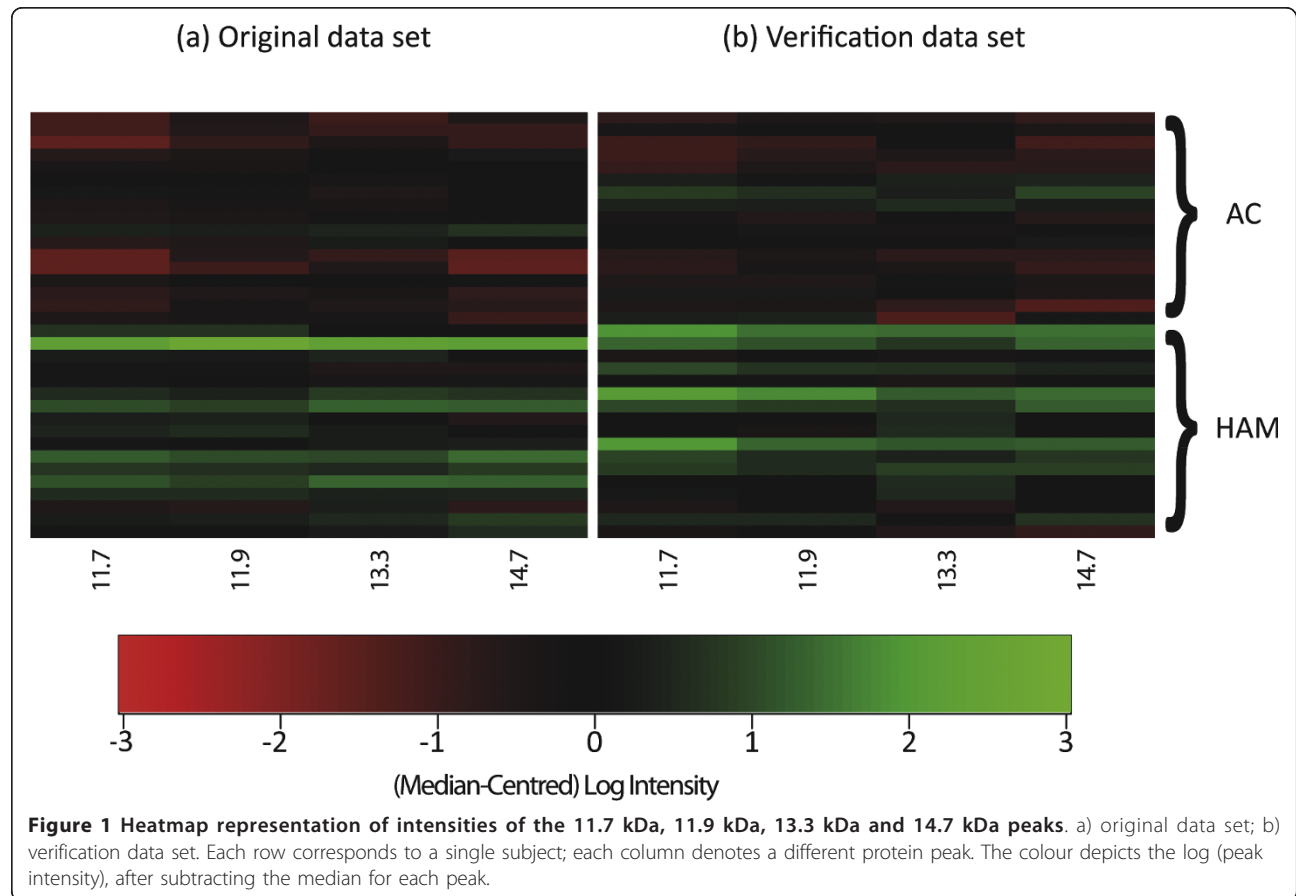 (a) Original data set
(b) Verification data set
AC
HAM
11.7
11.9
13.3
14.7
11.7
11.9
13.3
14.7
-3
-2
-1
0
1
2
3
(Median-Centred) Log Intensity
Figure 1 Heatmap representation of intensities of the 11.7 kDa, 11.9 kDa, 13.3 kDa and 14.7 kDa peaks. a) original data set; b)
verification data set. Each row corresponds to a single subject; each column denotes a different protein peak. The colour depicts the log (peak
intensity), after subtracting the median for each peak.